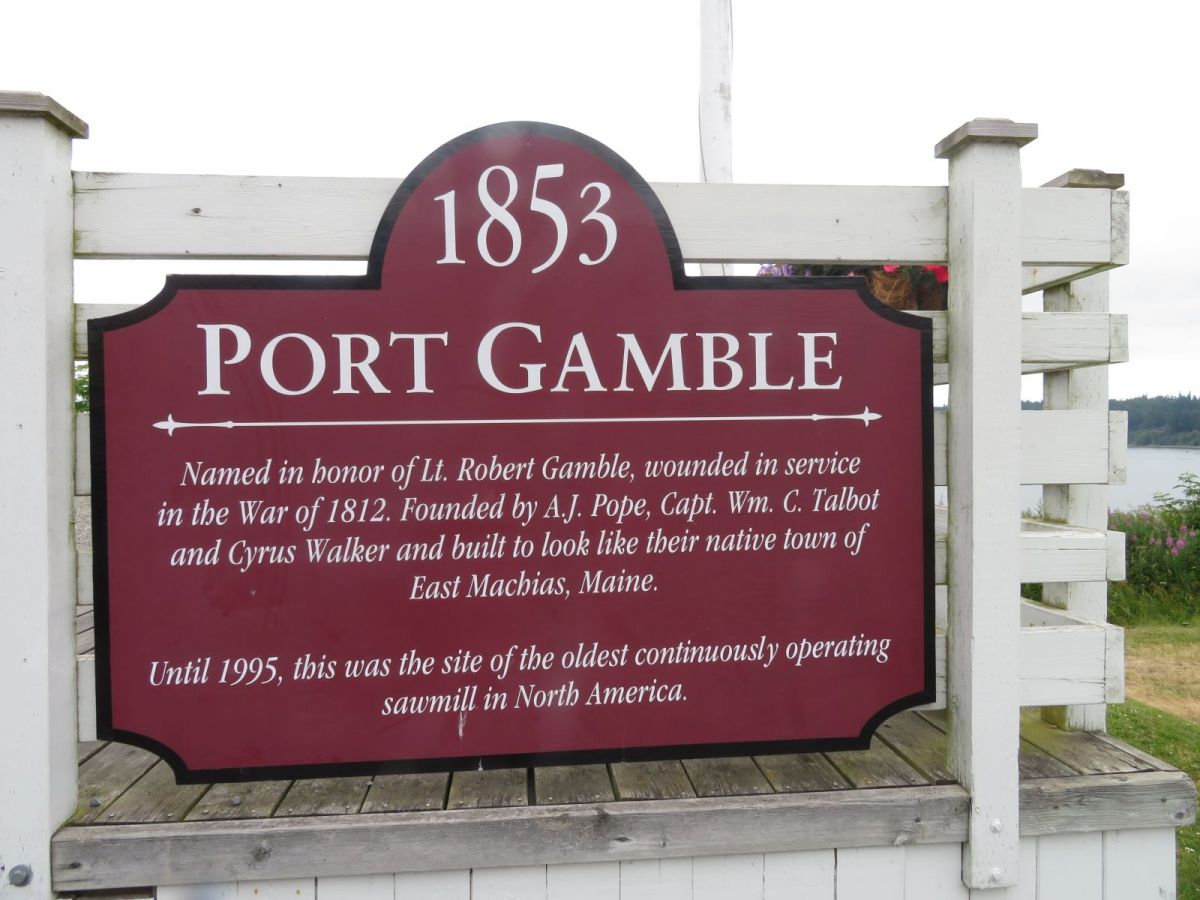 1853
PORT GAMBLE
Named in honor of Lt. Robert Gamble, wounded in service
in the War of 1812. Founded by A.J. Pope, Capt. Wm. C. Talbot
and Cyrus Walker and built to look like their native town of
East Machias, Maine.
Until 1995, this was the site of the oldest continuously operating
sawmill in North America.